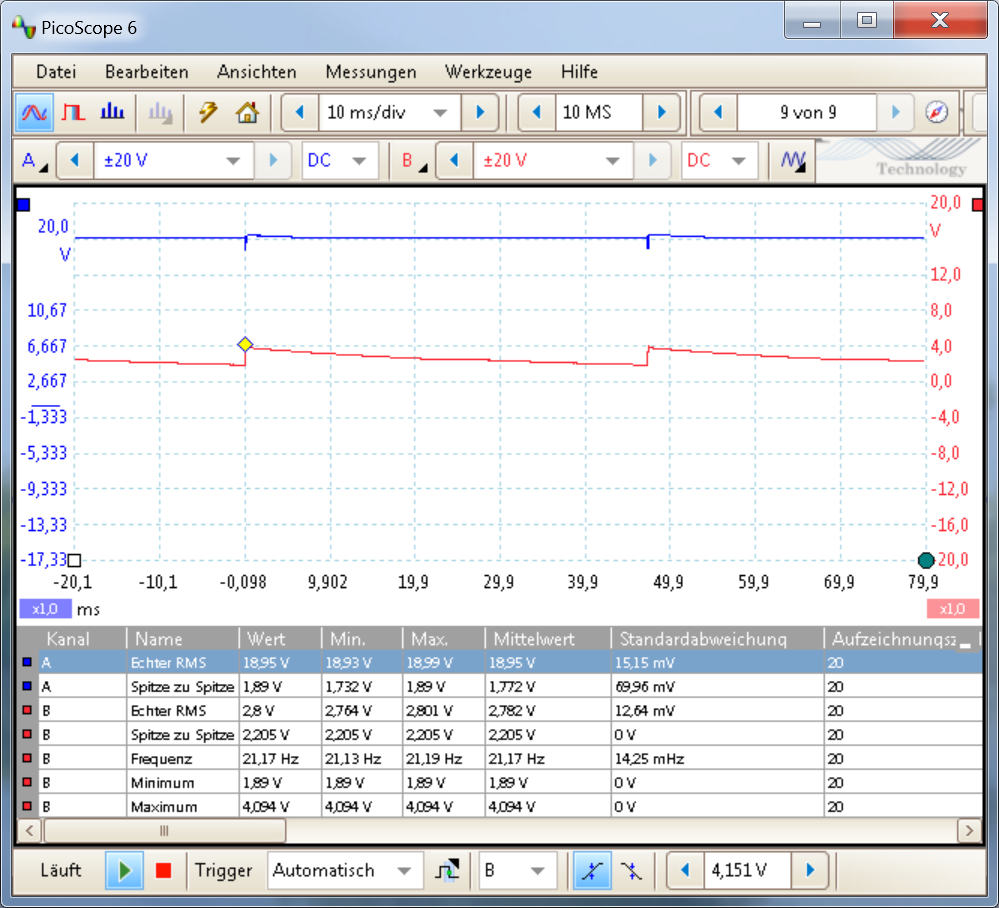 PicoScope 6
Datei Bearbeiten Ansichten Messungen Werkzeuge Hilfe
10 ms/div 10 MS 9 von 9
A ±20 V DC B ±20 V DC
Technology
20,0 20,0
V V
12,0
10,67 8,0
6,667 4,0
2,667 0,0
-1,333 -4,0
-5,333 -8,0
-9,333 -12,0
-13,33 -16,0
-17,33 -20,0
-20,1 -10,1 -0,098 9,902 19,9 29,9 39,9 49,9 59,9 69,9 79,9
x1,0 ms x1,0
Kanal Name Wert Min. Max. Mittelwert Standardabweichung Aufzeichnungsz
A Echter RMS 18,95 V 18,93 V 18,99 V 18,95 V 15,15 mV 20
A Spitze zu Spitze 1,89 V 1,732 V 1,89 V 1,772 V 69,96 mV 20
B Echter RMS 2,8 V 2,764 V 2,801 V 2,782 V 12,64 mV 20
B Spitze zu Spitze 2,205 V 2,205 V 2,205 V 2,205 V 0 V 20
B Frequenz 21,17 Hz 21,13 Hz 21,19 Hz 21,17 Hz 14,25 mHz 20
B Minimum 1,89 V 1,89 V 1,89 V 1,89 V 0 V 20
B Maximum 4,094 V 4,094 V 4,094 V 4,094 V 0 V 20
Läuft Trigger Automatisch B 4,151 V